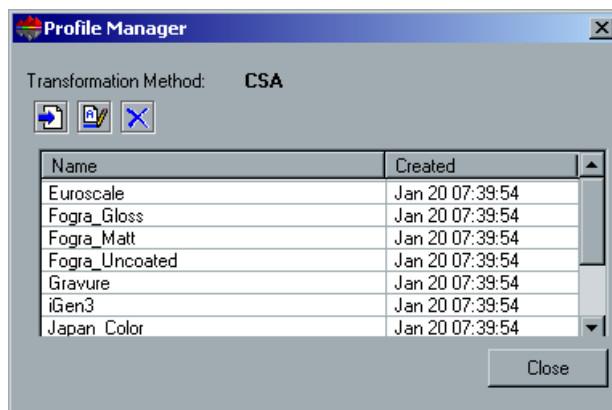 Profile Manager
Transformation Method: CSA
Name Created
Euroscale Jan 20 07:39:54
Fogra_Gloss Jan 20 07:39:54
Fogra_Matt Jan 20 07:39:54
Fogra_Uncoated Jan 20 07:39:54
Gravure Jan 20 07:39:54
iGen3 Jan 20 07:39:54
Japan_Color Jan 20 07:39:54
Close